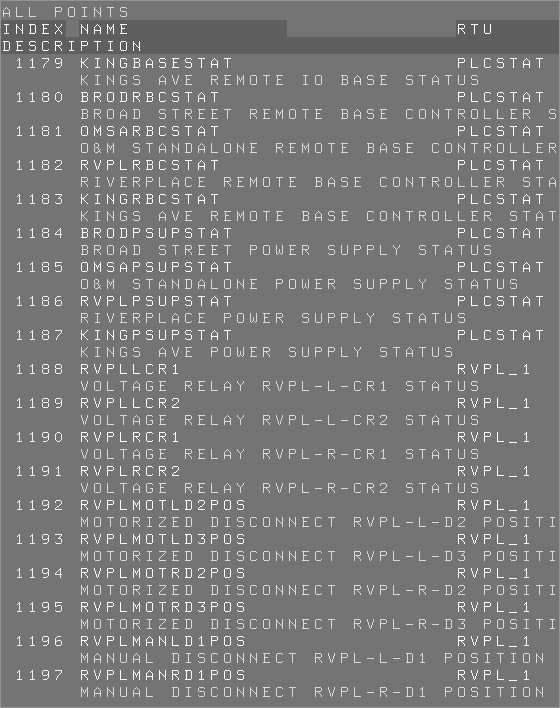 ALL POINTS
INDEX NAME RTU
DESCRIPTION
1179 KINGBASESTAT PLCSTAT
KINGS AVE REMOTE IO BASE STATUS
1180 BRODRBCSTAT PLCSTAT
BROAD STREET REMOTE BASE CONTROLLER S
1181 OMSARBCSTAT PLCSTAT
O&M STANDALONE REMOTE BASE CONTROLLER
1182 RVPLRBCSTAT PLCSTAT
RIVERPLACE REMOTE BASE CONTROLLER STA
1183 KINGRBCSTAT PLCSTAT
KINGS AVE REMOTE BASE CONTROLLER STAT
1184 BRODPSUPSTAT PLCSTAT
BROAD STREET POWER SUPPLY STATUS
1185 OMSAPSUPSTAT PLCSTAT
O&M STANDALONE POWER SUPPLY STATUS
1186 RVPLPSUPSTAT PLCSTAT
RIVERPLACE POWER SUPPLY STATUS
1187 KINGPSUPSTAT PLCSTAT
KINGS AVE POWER SUPPLY STATUS
1188 RVPLLCR1 RVPL_1
VOLTAGE RELAY RVPL-L-CR1 STATUS
1189 RVPLLCR2 RVPL_1
VOLTAGE RELAY RVPL-L-CR2 STATUS
1190 RVPLRCR1 RVPL_1
VOLTAGE RELAY RVPL-R-CR1 STATUS
1191 RVPLRCR2 RVPL_1
VOLTAGE RELAY RVPL-R-CR2 STATUS
1192 RVPLMOTLD2POS RVPL_1
MOTORIZED DISCONNECT RVPL-L-D2 POSITI
1193 RVPLMOTLD3POS RVPL_1
MOTORIZED DISCONNECT RVPL-L-D3 POSITI
1194 RVPLMOTRD2POS RVPL_1
MOTORIZED DISCONNECT RVPL-R-D2 POSITI
1195 RVPLMOTRD3POS RVPL_1
MOTORIZED DISCONNECT RVPL-R-D3 POSITI
1196 RVPLMANLD1POS RVPL_1
MANUAL DISCONNECT RVPL-L-D1 POSITION
1197 RVPLMANRD1POS RVPL_1
MANUAL DISCONNECT RVPL-R-D1 POSITION